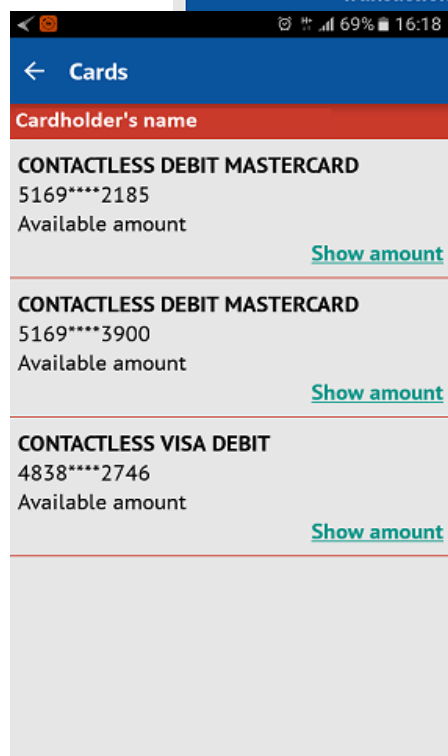 69% 16:18
Cards
Cardholder's name
CONTACTLESS DEBIT MASTERCARD
5169****2185
Available amount
Show amount
CONTACTLESS DEBIT MASTERCARD
5169****3900
Available amount
Show amount
CONTACTLESS VISA DEBIT
4838****2746
Available amount
Show amount